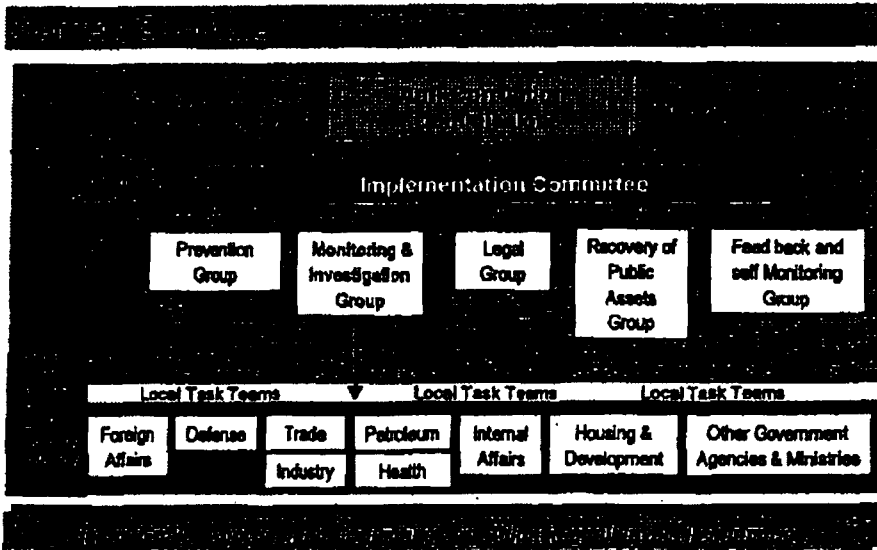 Implementation Committee
Prevention
Group
Monitoring &
Investigation
Group
Legal
Group
Recovery of
Public
Assets
Group
Feed back and
self Monitoring
Group
Local Task Teams
Local Task Teams
Local Task Teams
Foreign
Affairs
Defense
Trade
Industry
Petroleum
Health
Internal
Affairs
Housing &
Development
Other Government
Agencies & Ministries